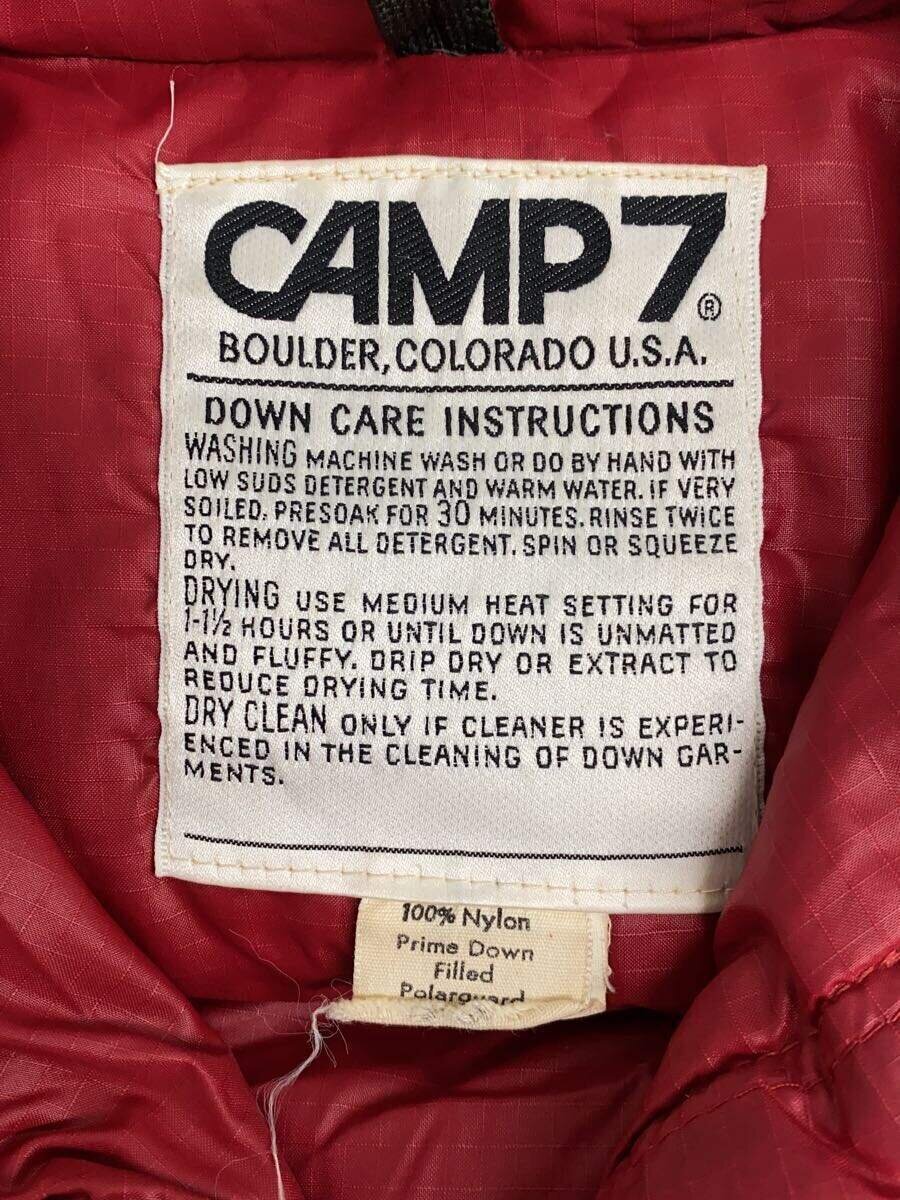 CAMP 7®
BOULDER, COLORADO U.S.A.
DOWN CARE INSTRUCTIONS
WASHING MACHINE WASH OR DO BY HAND WITH
LOW SUDS DETERGENT AND WARM WATER. IF VERY
SOILED, PRESOAK FOR 30 MINUTES. RINSE TWICE
TO REMOVE ALL DETERGENT. SPIN OR SQUEEZE
DRY.
DRYING USE MEDIUM HEAT SETTING FOR
1-1½ HOURS OR UNTIL DOWN IS UNMATTED
AND FLUFFY. DRIP DRY OR EXTRACT TO
REDUCE DRYING TIME.
DRY CLEAN ONLY IF CLEANER IS EXPERI-
ENCED IN THE CLEANING OF DOWN GAR-
MENTS.
100% Nylon
Prime Down
Filled
Polarguard